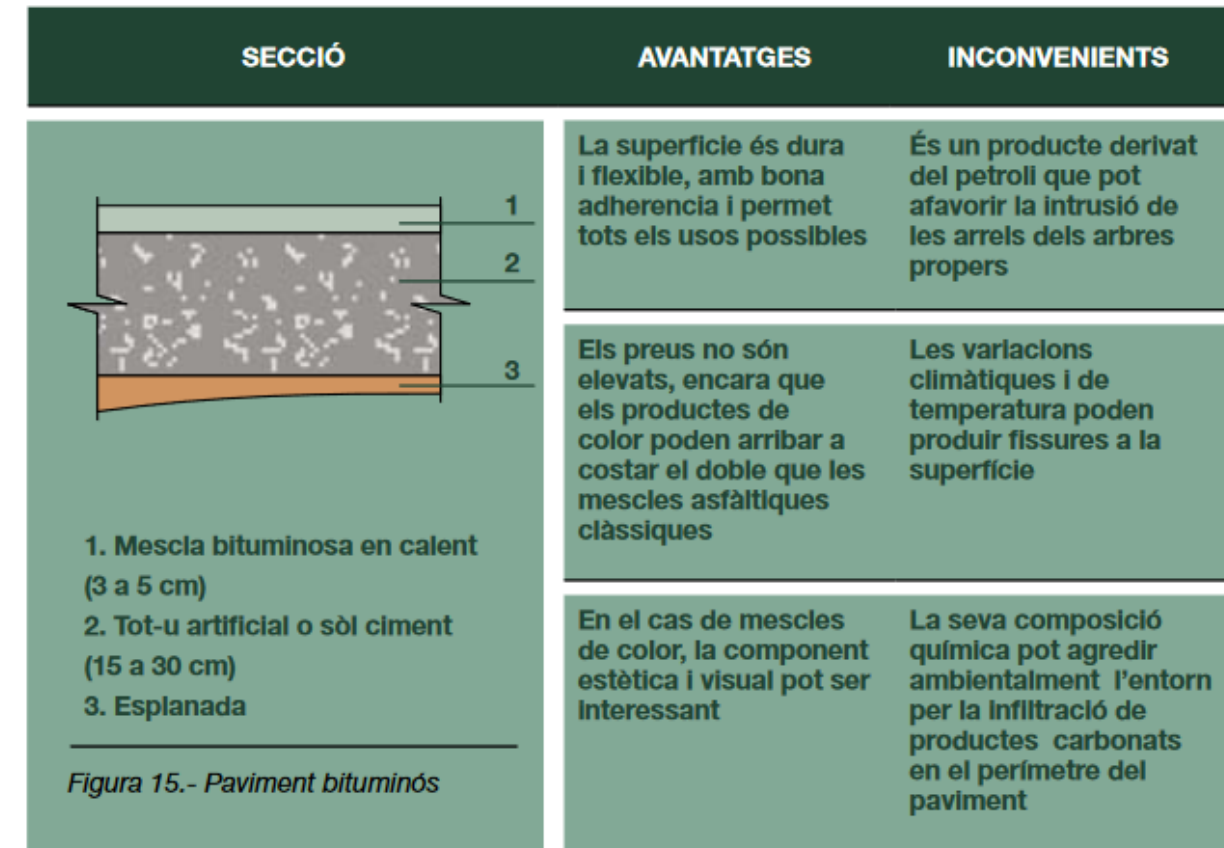 SECCIÓ
AVANTATGES
INCONVENIENTS
1
2
3
1. Mescla bituminosa en calent
(3 a 5 cm)
2. Tot-u artificial o sòl ciment
(15 a 30 cm)
3. Esplanada
Figura 15.- Paviment bituminós
La superficie és dura
i flexible, amb bona
adherencia i permet
tots els usos possibles
És un producte derivat
del petroli que pot
afavorir la intrusió de
les arrels dels arbres
propers
Els preus no són
elevats, encara que
els productes de
color poden arribar a
costar el doble que les
mescles asfàltiques
clàssiques
Les variacions
climàtiques i de
temperatura poden
produir fissures a la
superfície
En el cas de mescles
de color, la component
estètica i visual pot ser
interessant
La seva composició
química pot agredir
ambientalment l'entorn
per la infiltració de
productes carbonats
en el perímetre del
paviment